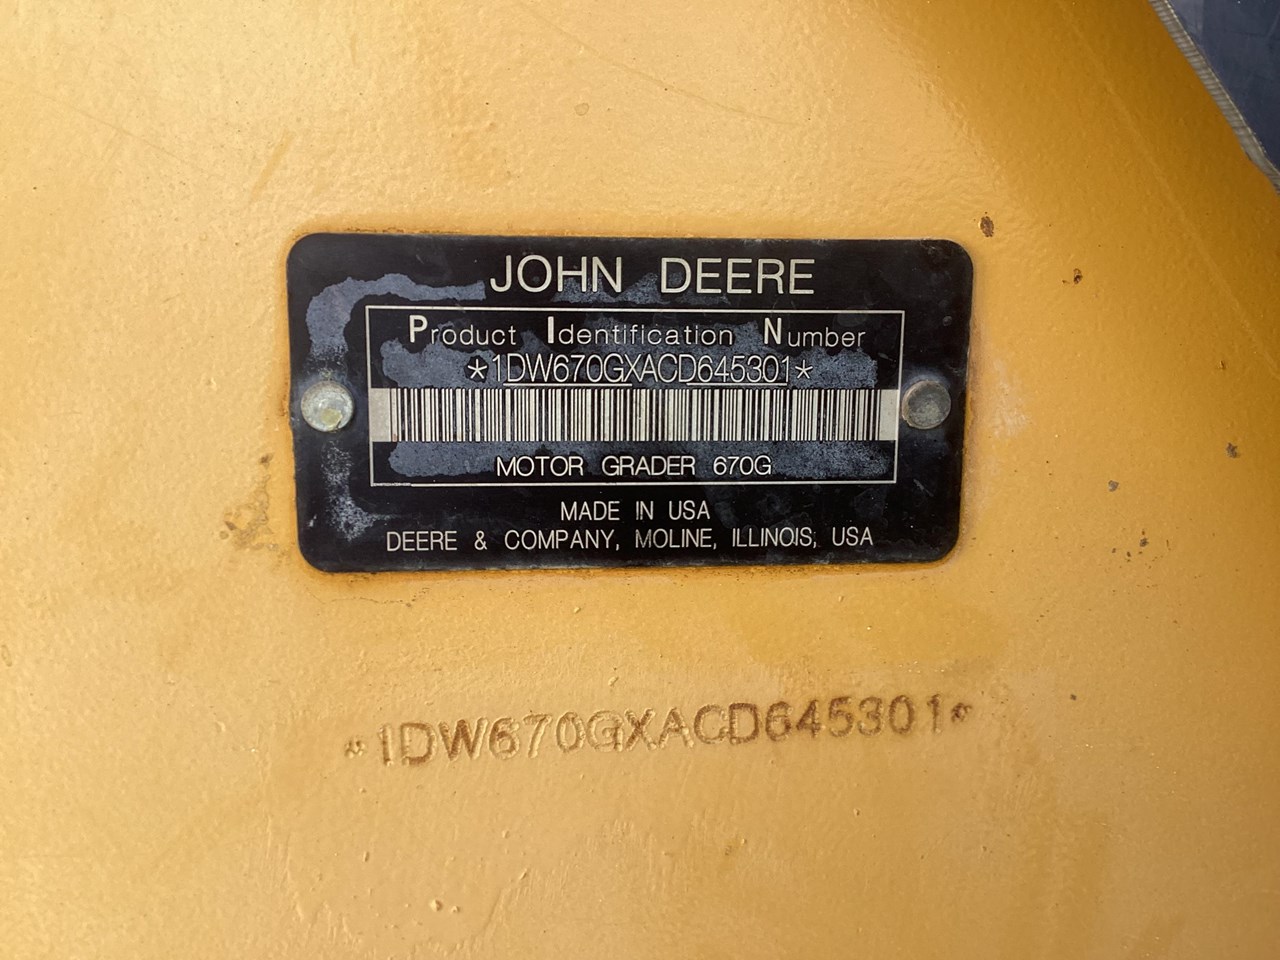 JOHN DEERE
Product Identification Number
*1DW670GXACD645301*
MOTOR GRADER 670G
MADE IN USA
DEERE & COMPANY, MOLINE, ILLINOIS, USA
*1DW670GXACD645301*